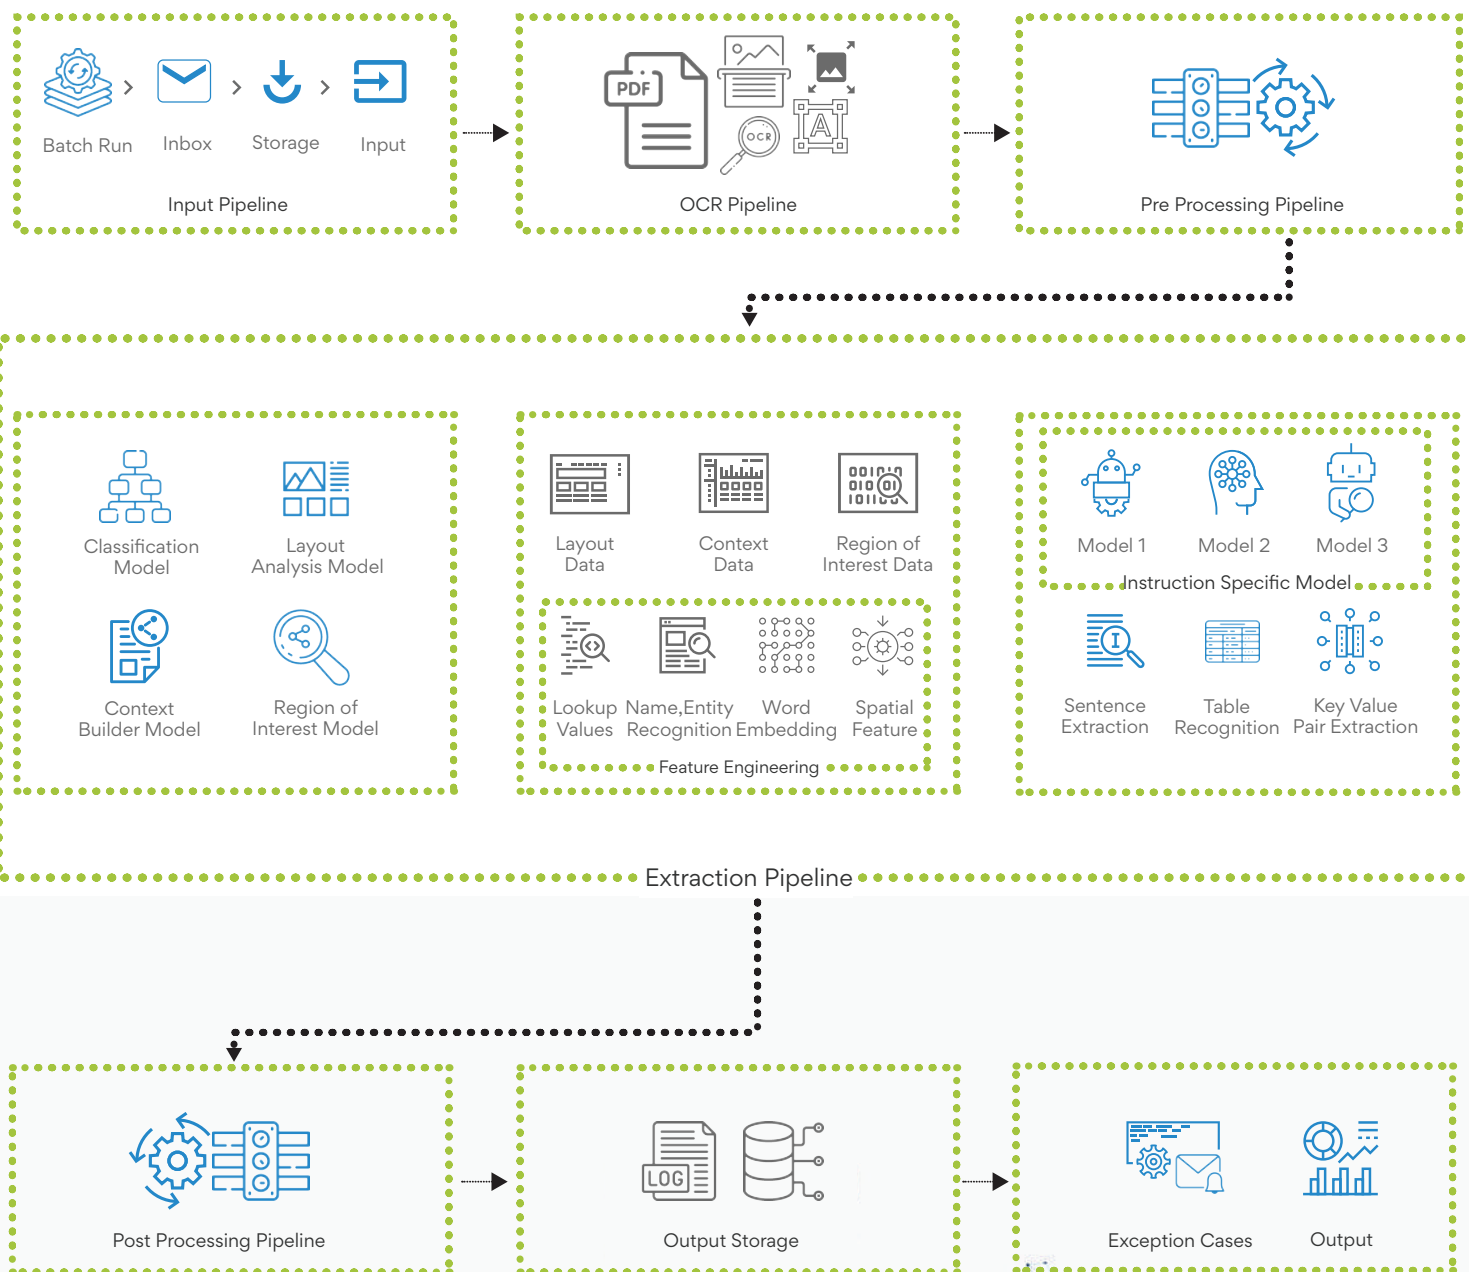 PDF
OCR
A
Batch Run
Inbox
Storage
Input
Input Pipeline
OCR Pipeline
Pre Processing Pipeline
Classification
Model
Layout
Analysis Model
Context
Builder Model
Region of
Interest Model
Layout
Data
Context
Data
Region of
Interest Data
Lookup
Values
Name,Entity
Recognition
Word
Embedding
Spatial
Feature
Feature Engineering
Model 1
Model 2
Model 3
Instruction Specific Model
I
Sentence
Extraction
Table
Recognition
Key Value
Pair Extraction
Extraction Pipeline
LOG
Post Processing Pipeline
Output Storage
Exception Cases
Output